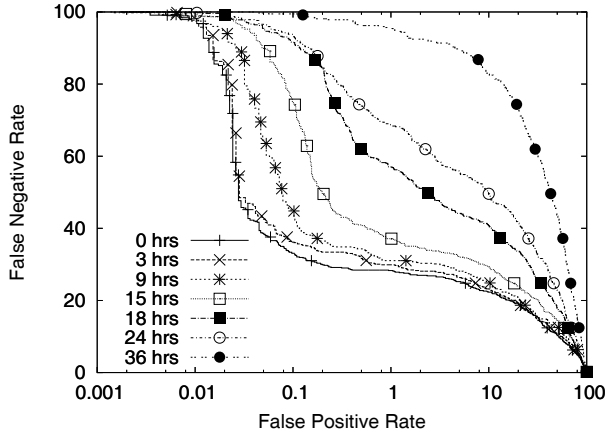 100
80
60
40
20
0
0.001
0.01
0.1
1
10
100
False Negative Rate
False Positive Rate
0 hrs
3 hrs
9 hrs
15 hrs
18 hrs
24 hrs
36 hrs